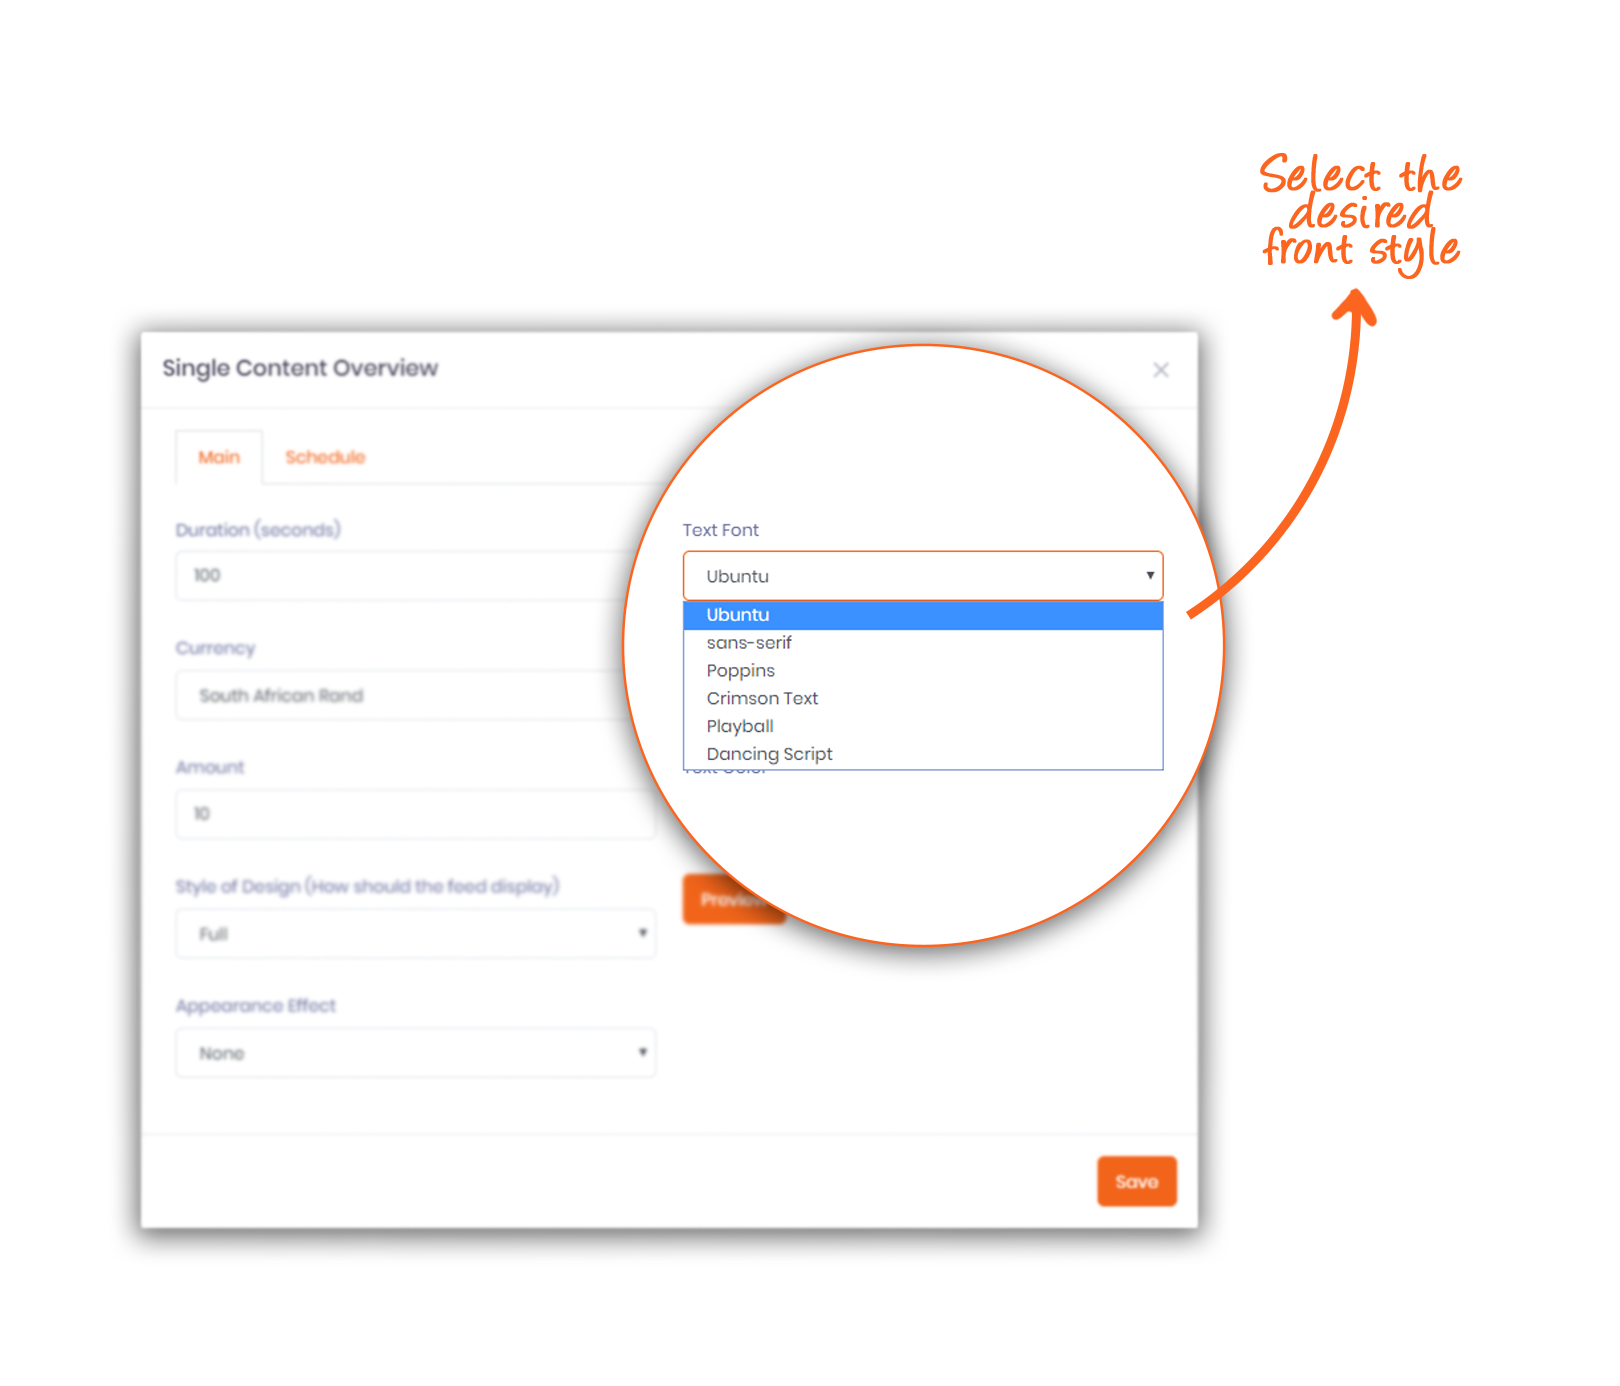 Select the
desired
front style
Single Content Overview
×
Main
Schedule
Duration (seconds)
100
Currency
South African Rand
Amount
10
Style of Design (How should the feed display)
Full
Appearance Effect
None
Text Font
Ubuntu
Ubuntu
sans-serif
Poppins
Crimson Text
Playball
Dancing Script
Text Color
Save